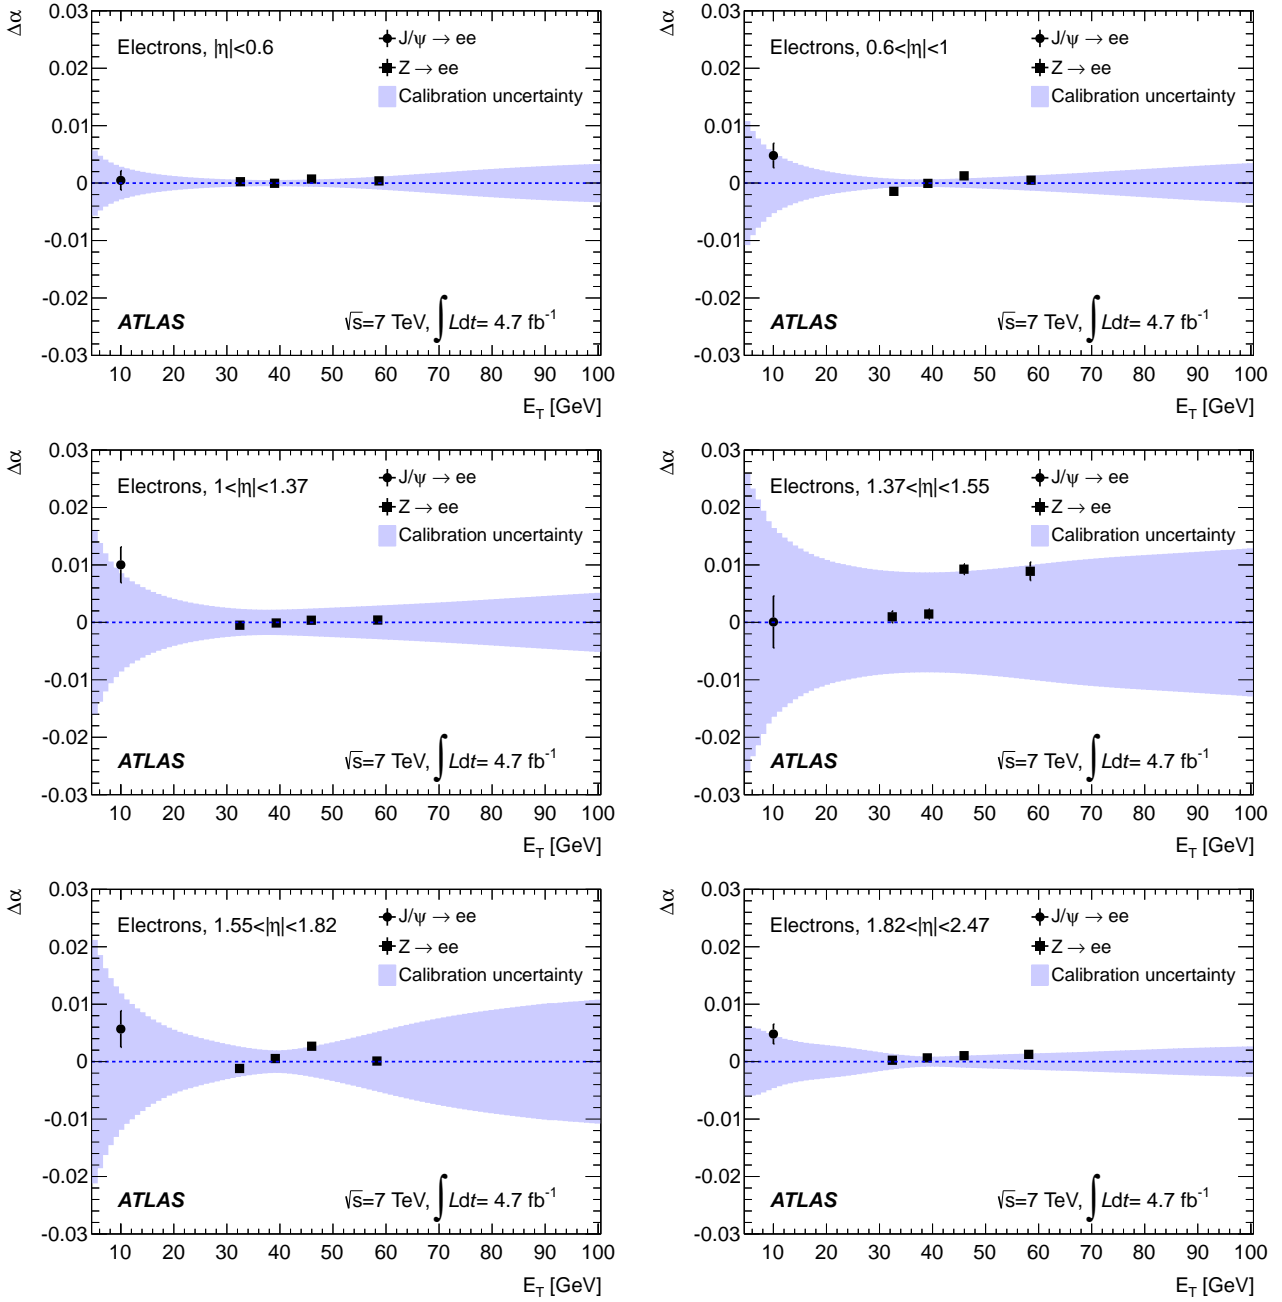 Δα
0.03
0.02
0.01
0
-0.01
-0.02
-0.03
Electrons, |η|<0.6
J/ψ → ee
Z → ee
Calibration uncertainty
ATLAS
√s=7 TeV, ∫Ldt= 4.7 fb⁻¹
10 20 30 40 50 60 70 80 90 100
E_T [GeV]
Δα
0.03
0.02
0.01
0
-0.01
-0.02
-0.03
Electrons, 0.6<|η|<1
J/ψ → ee
Z → ee
Calibration uncertainty
ATLAS
√s=7 TeV, ∫Ldt= 4.7 fb⁻¹
10 20 30 40 50 60 70 80 90 100
E_T [GeV]
Δα
0.03
0.02
0.01
0
-0.01
-0.02
-0.03
Electrons, 1<|η|<1.37
J/ψ → ee
Z → ee
Calibration uncertainty
ATLAS
√s=7 TeV, ∫Ldt= 4.7 fb⁻¹
10 20 30 40 50 60 70 80 90 100
E_T [GeV]
Δα
0.03
0.02
0.01
0
-0.01
-0.02
-0.03
Electrons, 1.37<|η|<1.55
J/ψ → ee
Z → ee
Calibration uncertainty
ATLAS
√s=7 TeV, ∫Ldt= 4.7 fb⁻¹
10 20 30 40 50 60 70 80 90 100
E_T [GeV]
Δα
0.03
0.02
0.01
0
-0.01
-0.02
-0.03
Electrons, 1.55<|η|<1.82
J/ψ → ee
Z → ee
Calibration uncertainty
ATLAS
√s=7 TeV, ∫Ldt= 4.7 fb⁻¹
10 20 30 40 50 60 70 80 90 100
E_T [GeV]
Δα
0.03
0.02
0.01
0
-0.01
-0.02
-0.03
Electrons, 1.82<|η|<2.47
J/ψ → ee
Z → ee
Calibration uncertainty
ATLAS
√s=7 TeV, ∫Ldt= 4.7 fb⁻¹
10 20 30 40 50 60 70 80 90 100
E_T [GeV]